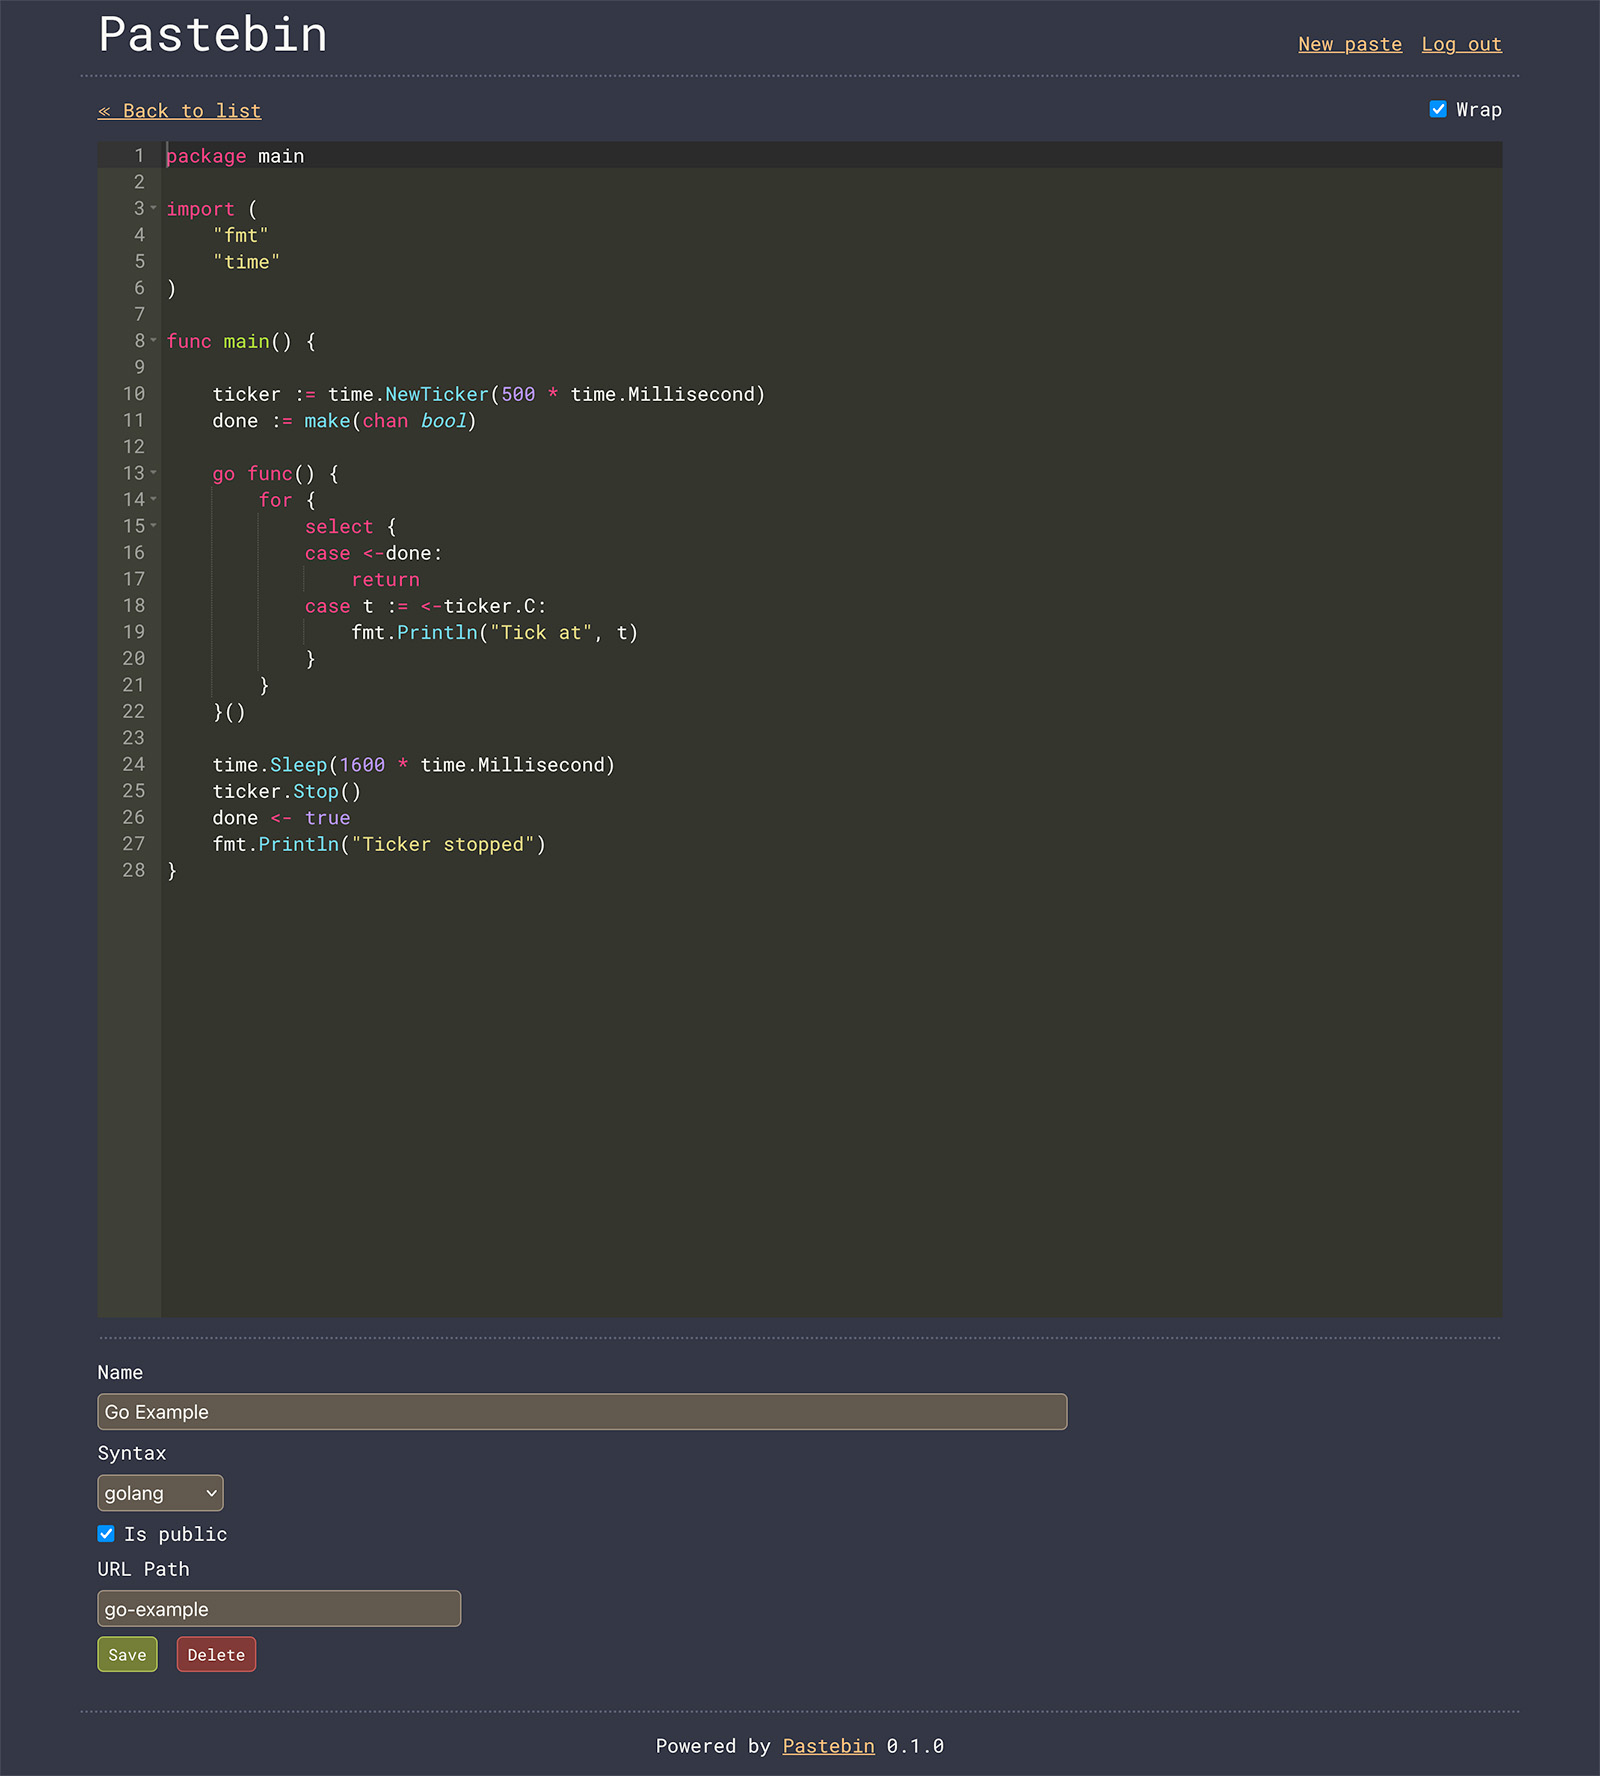 Pastebin
New paste Log out
« Back to list
Wrap
1 package main
2
3 import (
4     "fmt"
5     "time"
6 )
7
8 func main() {
9
10     ticker := time.NewTicker(500 * time.Millisecond)
11     done := make(chan bool)
12
13     go func() {
14         for {
15             select {
16             case <-done:
17                 return
18             case t := <-ticker.C:
19                 fmt.Println("Tick at", t)
20             }
21         }
22     }()
23
24     time.Sleep(1600 * time.Millisecond)
25     ticker.Stop()
26     done <- true
27     fmt.Println("Ticker stopped")
28 }
Name
Go Example
Syntax
golang
Is public
URL Path
go-example
Save Delete
Powered by Pastebin 0.1.0